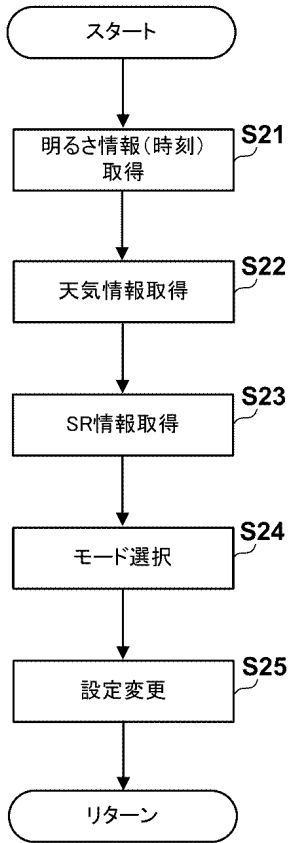 スタート
S21
明るさ情報（時刻）
取得
S22
天気情報取得
S23
SR情報取得
S24
モード選択
S25
設定変更
リターン